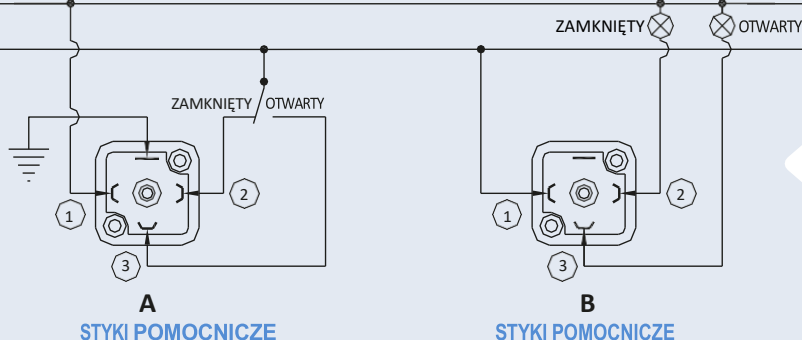 ZAMKNIĘTY OTWARTY
ZAMKNIĘTY OTWARTY
1 2 1 2
3 3
A B
STYKI POMOCNICZE STYKI POMOCNICZE